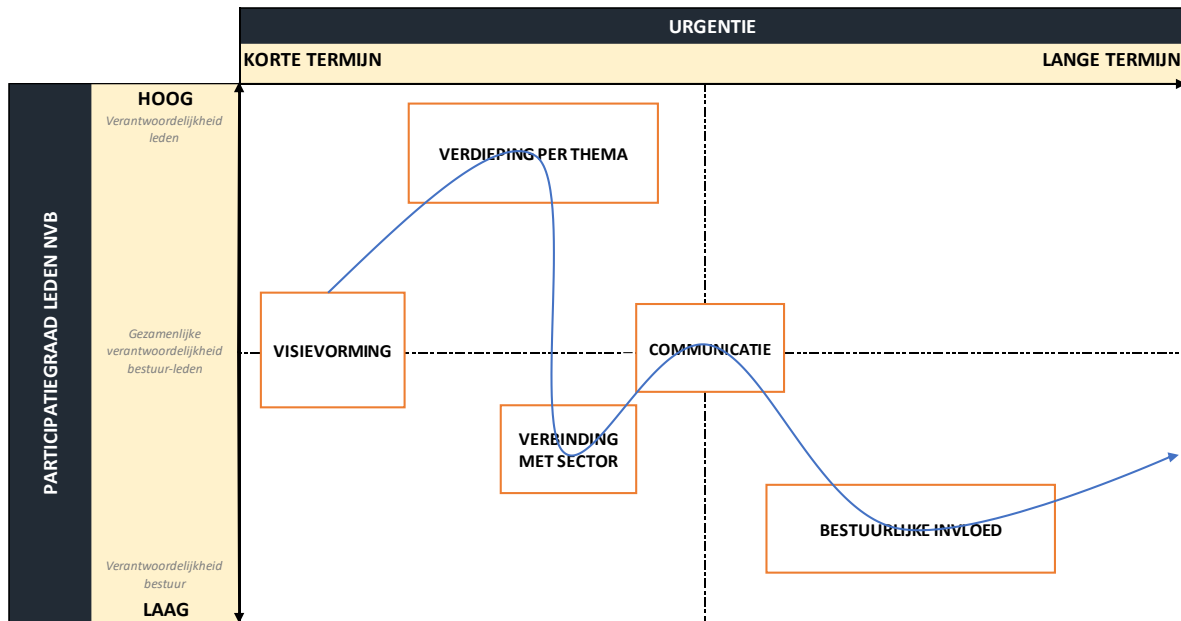 URGENTIE
KORTE TERMIJN
LANGE TERMIJN
PARTICIPATIEGRAAD LEDEN NVB
HOOG
Verantwoordelijkheid
leden
VERDIEPING PER THEMA
Gezamenlijke
verantwoordelijkheid
bestuur-leden
VISIEVORMING
COMMUNICATIE
VERBINDING
MET SECTOR
BESTUURLIJKE INVLOED
Verantwoordelijkheid
bestuur
LAAG